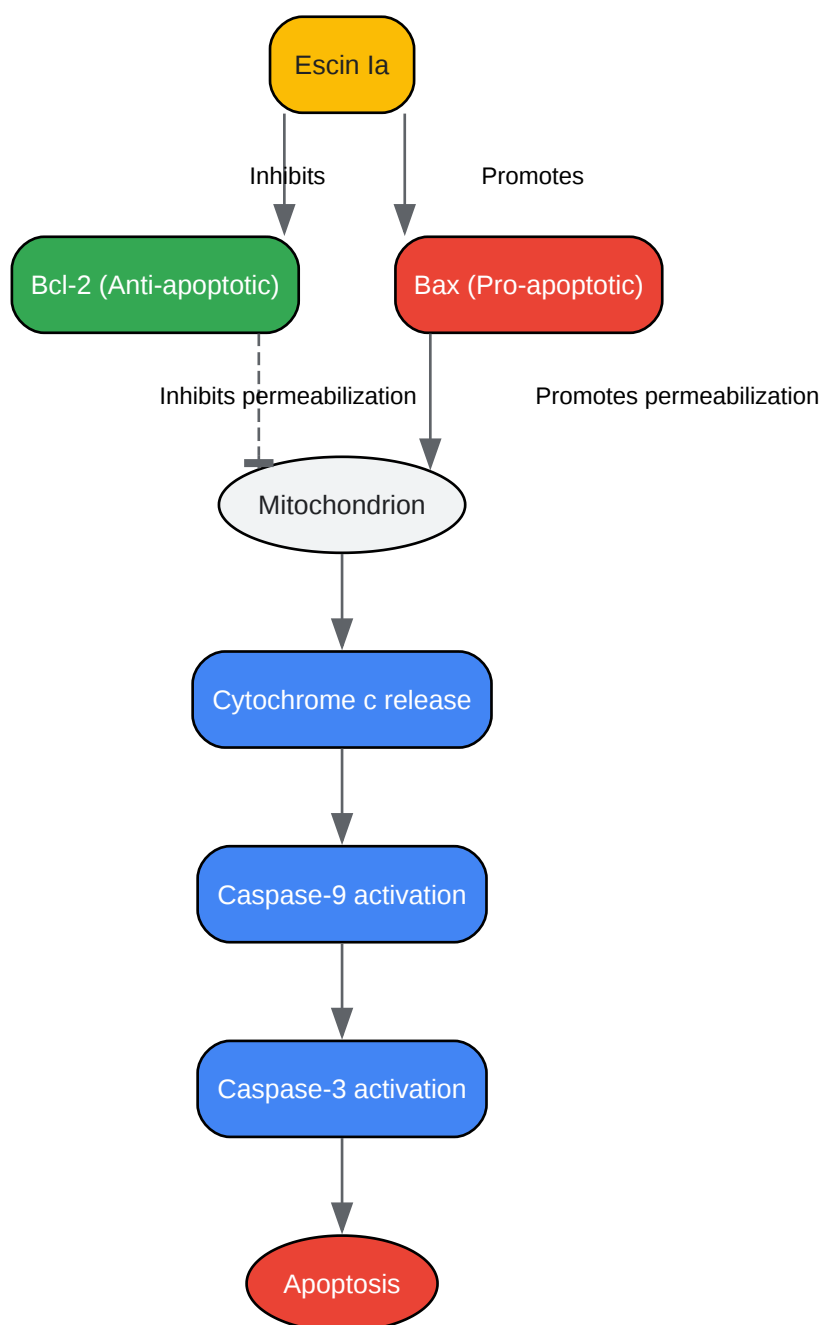 Escin Ia
Inhibits
Promotes
Bcl-2 (Anti-apoptotic)
Bax (Pro-apoptotic)
Inhibits permeabilization
Promotes permeabilization
Mitochondrion
Cytochrome c release
Caspase-9 activation
Caspase-3 activation
Apoptosis